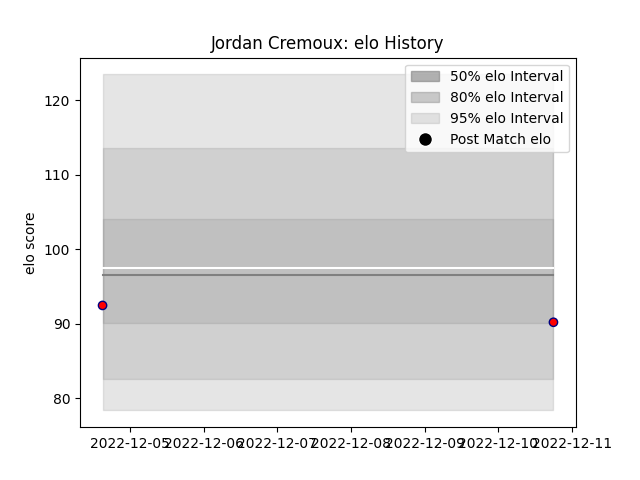 Jordan Cremoux: elo History
50% elo Interval
80% elo Interval
95% elo Interval
Post Match elo
elo score
120
110
100
90
80
2022-12-05 2022-12-06 2022-12-07 2022-12-08 2022-12-09 2022-12-10 2022-12-11